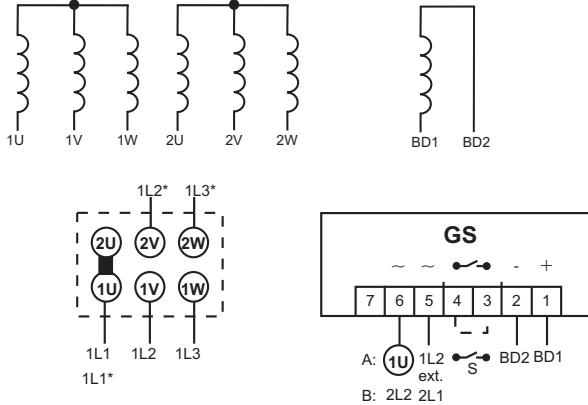 1U 1V 1W 2U 2V 2W BD1 BD2
1L2* 1L3*
2U 2V 2W
1U 1V 1W
1L1 1L2 1L3
1L1*
GS
~ ~ - +
7 6 5 4 3 2 1
A: 1U 1L2 S BD2 BD1
ext.
B: 2L2 2L1